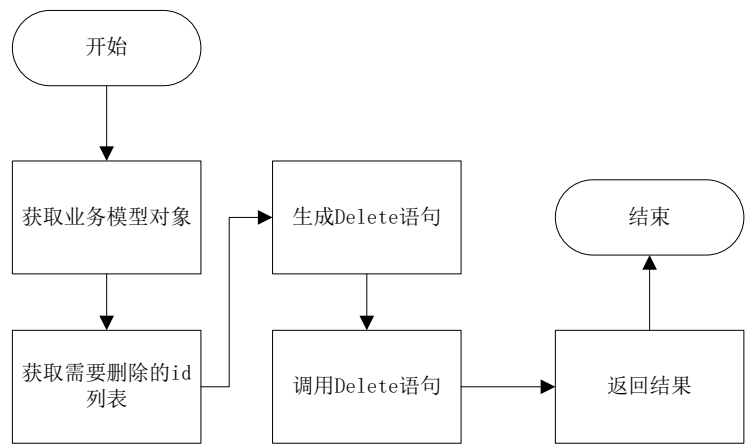 开始
获取业务模型对象
获取需要删除的id
列表
生成Delete语句
调用Delete语句
返回结果
结束